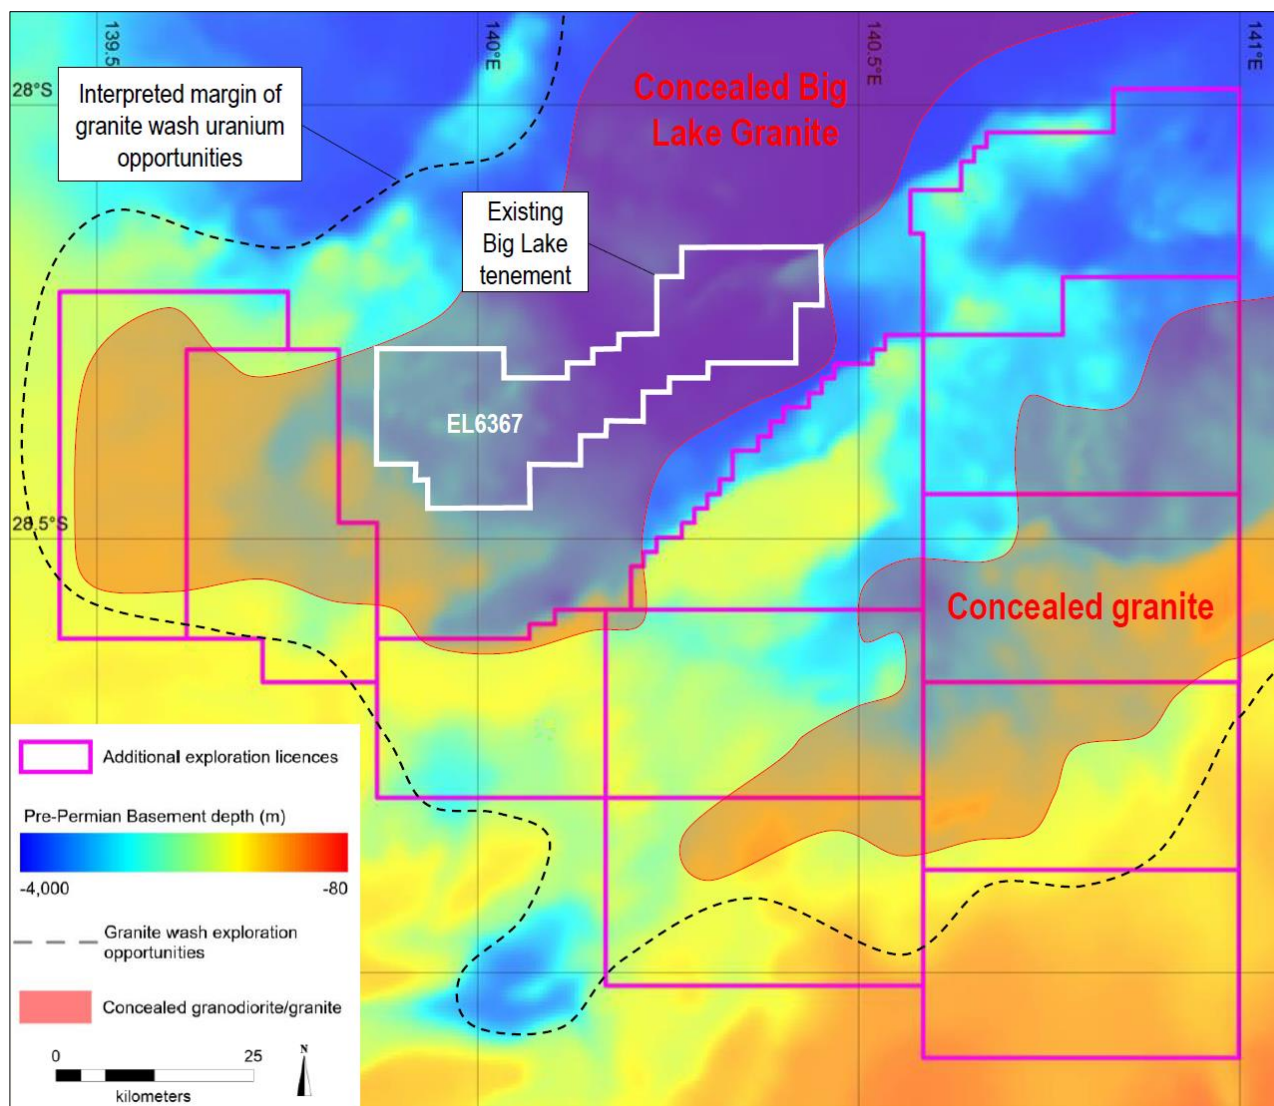 139.5
140°E
140.5°E
141°E
28°S
Interpreted margin of
granite wash uranium
opportunities
Concealed Big
Lake Granite
Existing
Big Lake
tenement
EL6367
28.5°S
Concealed granite
Additional exploration licences
Pre-Permian Basement depth (m)
-4,000
-80
Granite wash exploration
opportunities
Concealed granodiorite/granite
0
25
kilometers
N